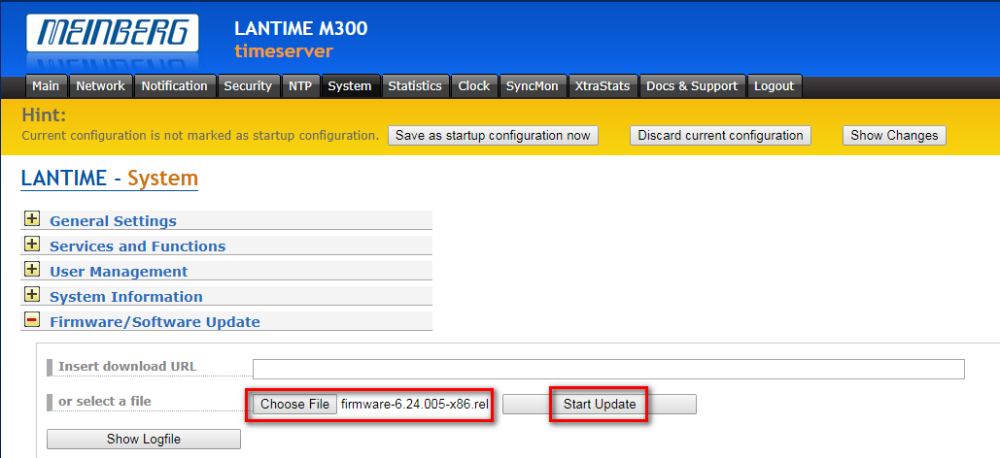 MEINBERG
LANTIME M300
timeserver
Main Network Notification Security NTP System Statistics Clock SyncMon XtraStats Docs & Support Logout
Hint:
Current configuration is not marked as startup configuration. Save as startup configuration now Discard current configuration Show Changes
LANTIME - System
General Settings
Services and Functions
User Management
System Information
Firmware/Software Update
Insert download URL
or select a file Choose File firmware-6.24.005-x86.rel Start Update
Show Logfile